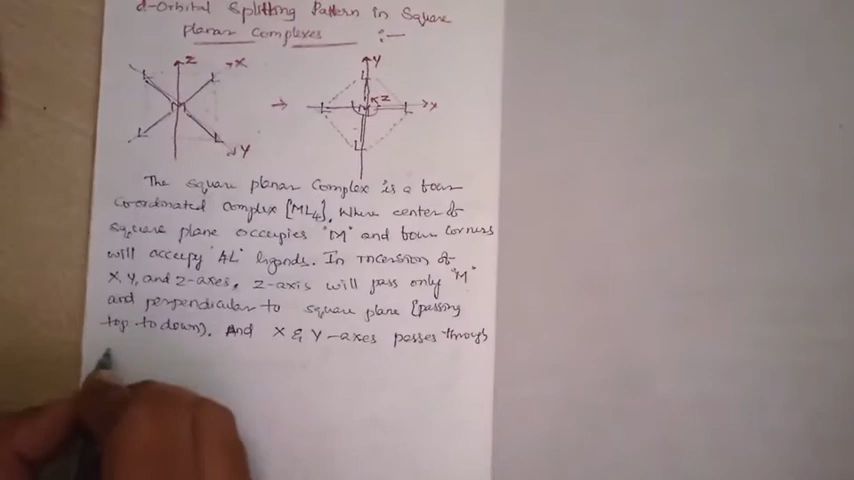 d-Orbital Splitting Pattern in Square
Planar Complexes :-
Z X L L M L L Y
Y L L M Z L X L
The square planar Complex is a four
Coordinated Complex [ML4]. Where center of
square plane occupies "M" and four corners
will occupy '4L' ligands. In incersion of
X Y, and Z-axes, Z-axis will pass only "M"
and perpendicular to square plane (passing
top to down). And X & Y-axes passes through